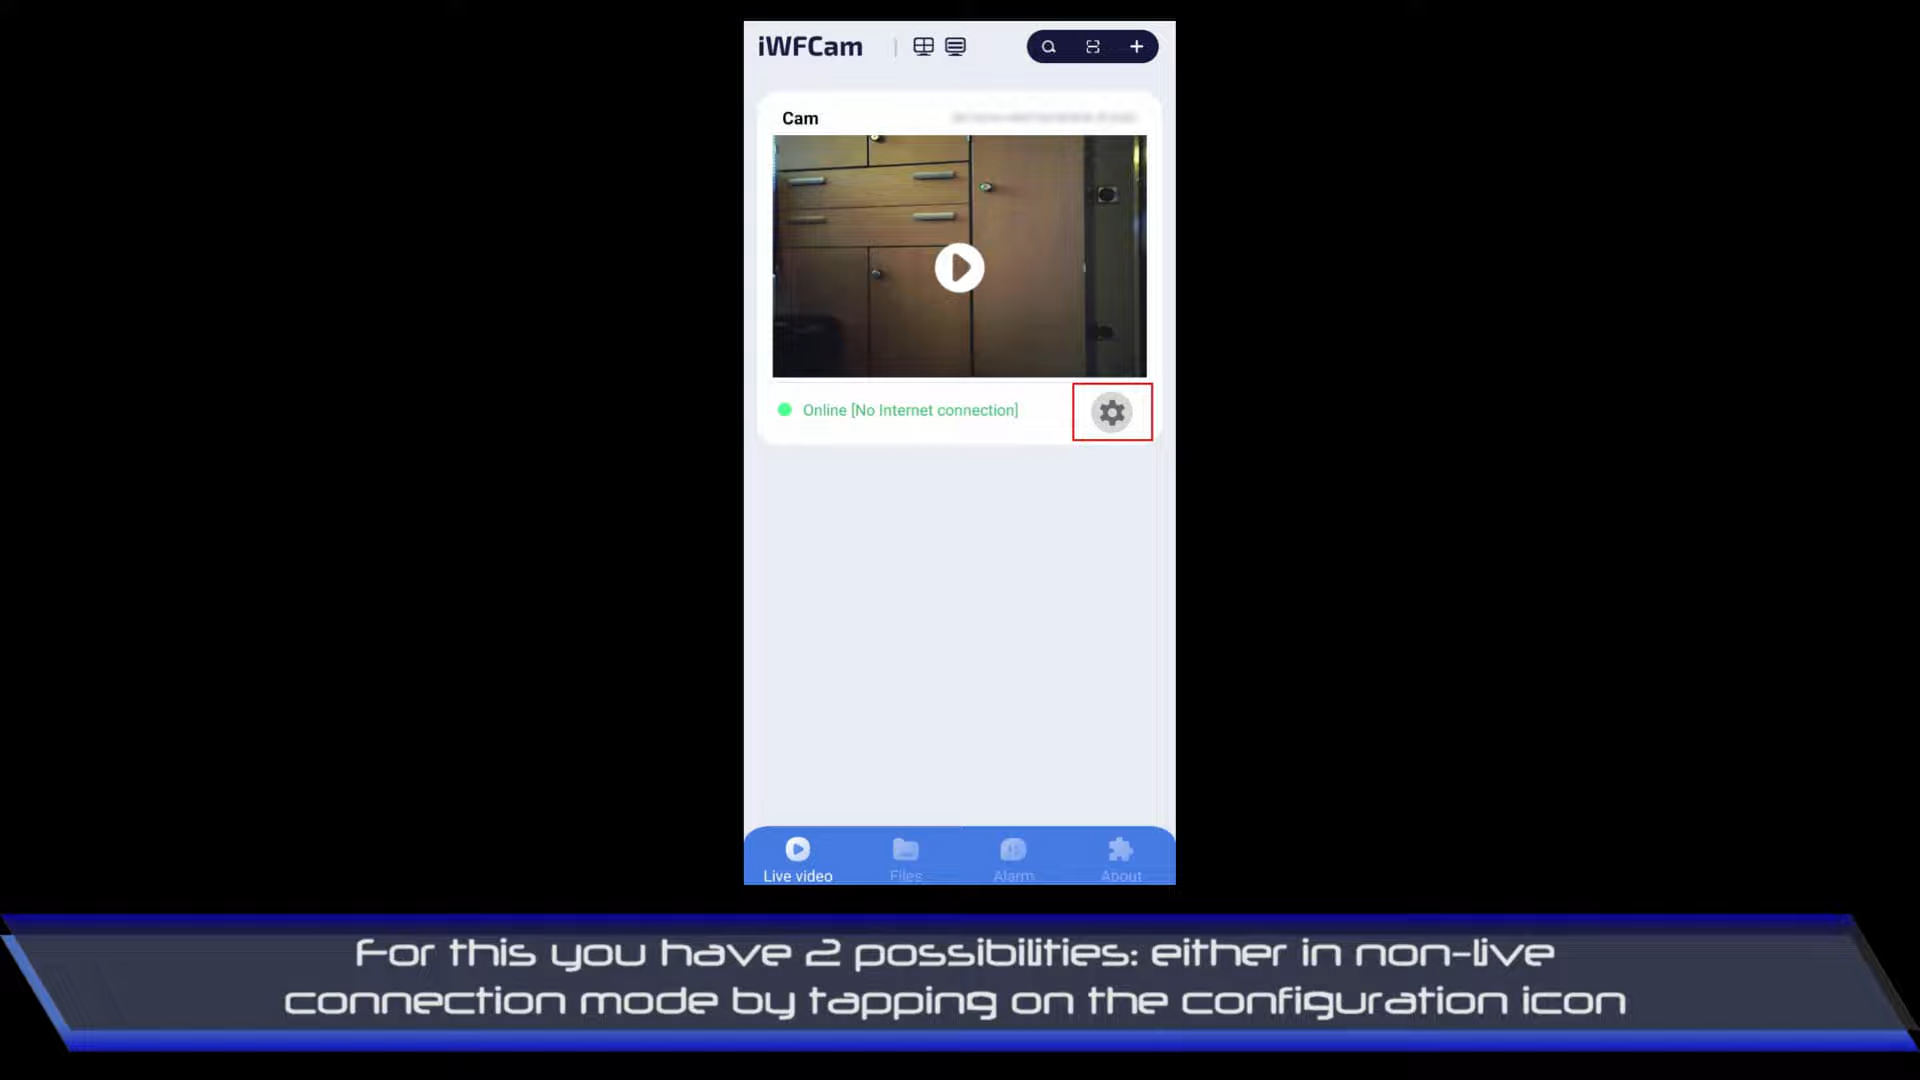 iWFCam
Cam
Online [No Internet connection]
Live video
Files
Alarm
About
For this you have 2 possibilities: either in non-live
connection mode by tapping on the configuration icon